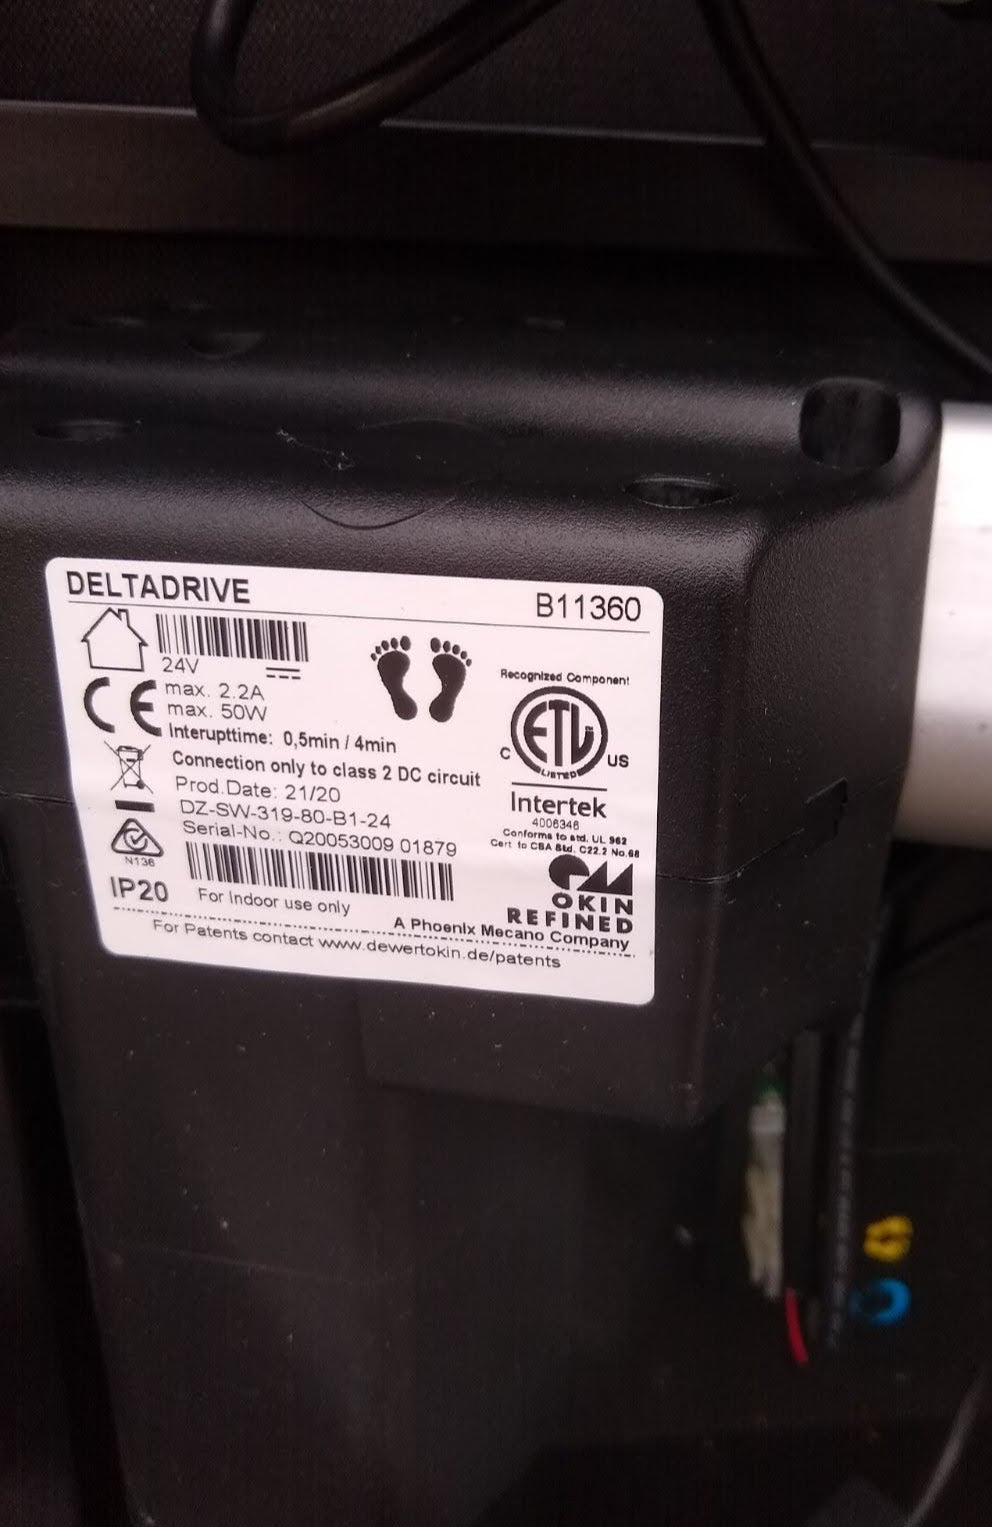 DELTADRIVE
B11360
24V
max. 2.2A
max. 50W
Interupttime: 0,5min / 4min
Connection only to class 2 DC circuit
Prod.Date: 21/20
DZ-SW-319-80-B1-24
Serial-No.: Q20053009 01879
CE
N136
IP20
For Indoor use only
Recognized Component
ETL
C US
LISTED
Intertek
4006346
Conforms to std. UL 962
Cert to CSA Std. C22.2 No.68
OKIN
REFINED
A Phoenix Mecano Company
For Patents contact www.dewertokin.de/patents